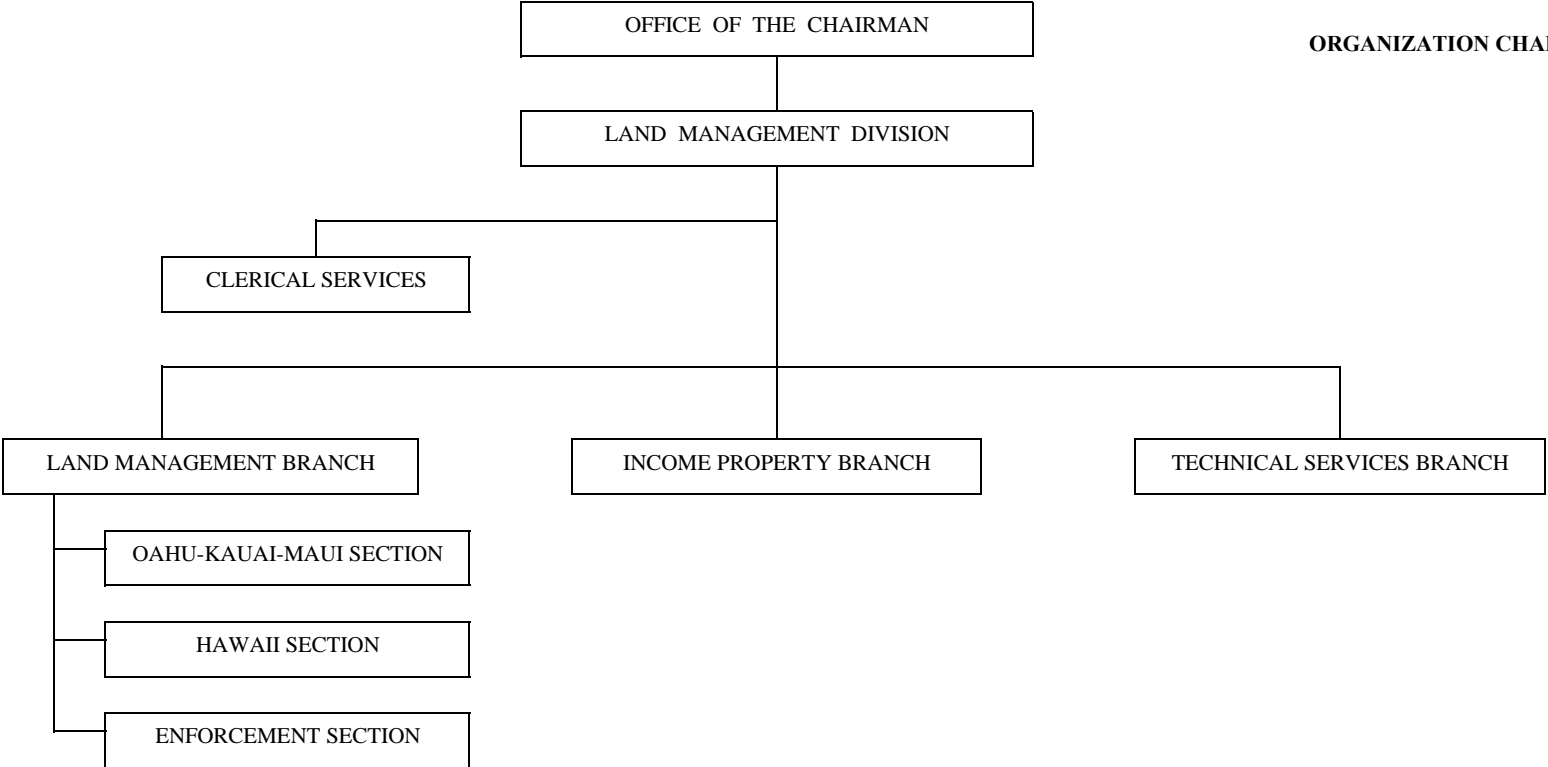 OFFICE OF THE CHAIRMAN
ORGANIZATION
LAND MANAGEMENT DIVISION
CLERICAL SERVICES
LAND MANAGEMENT BRANCH
INCOME PROPERTY BRANCH
TECHNICAL SERVICES BRANCH
OAHU-KAUAI-MAUI SECTION
HAWAII SECTION
ENFORCEMENT SECTION